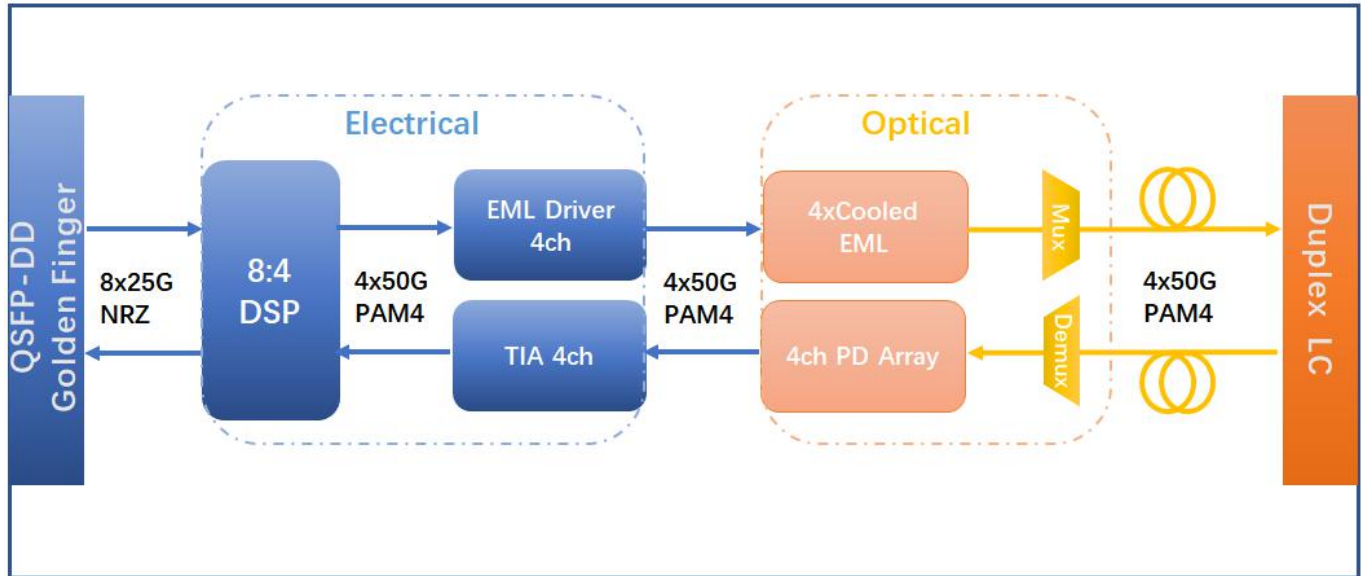 QSFP-DD
Golden Finger
8x25G
NRZ
Electrical
8:4
DSP
4x50G
PAM4
EML Driver
4ch
TIA 4ch
4x50G
PAM4
Optical
4xCooled
EML
4ch PD Array
Mux
Demux
4x50G
PAM4
Duplex LC